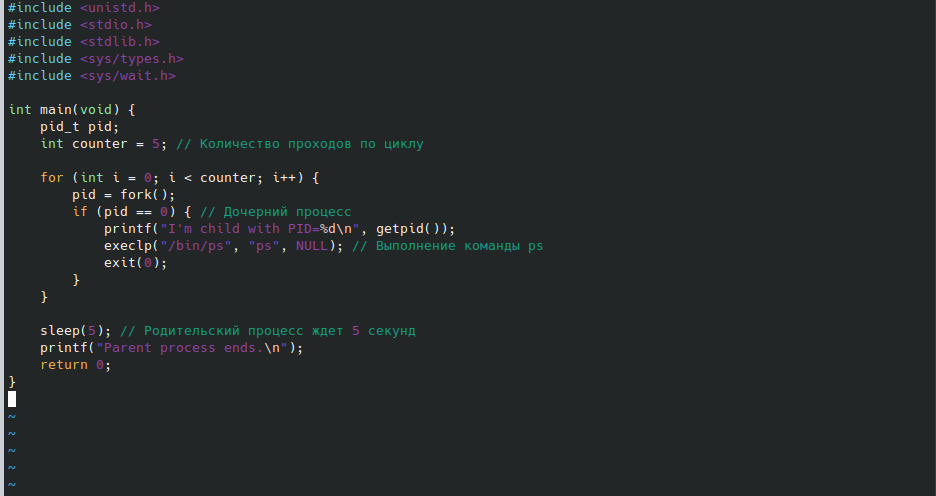 #include <unistd.h>
#include <stdio.h>
#include <stdlib.h>
#include <sys/types.h>
#include <sys/wait.h>

int main(void) {
    pid_t pid;
    int counter = 5; // Количество проходов по циклу

    for (int i = 0; i < counter; i++) {
        pid = fork();
        if (pid == 0) { // Дочерний процесс
            printf("I'm child with PID=%d\n", getpid());
            execlp("/bin/ps", "ps", NULL); // Выполнение команды ps
            exit(0);
        }
    }

    sleep(5); // Родительский процесс ждет 5 секунд
    printf("Parent process ends.\n");
    return 0;
}
~
~
~
~
~